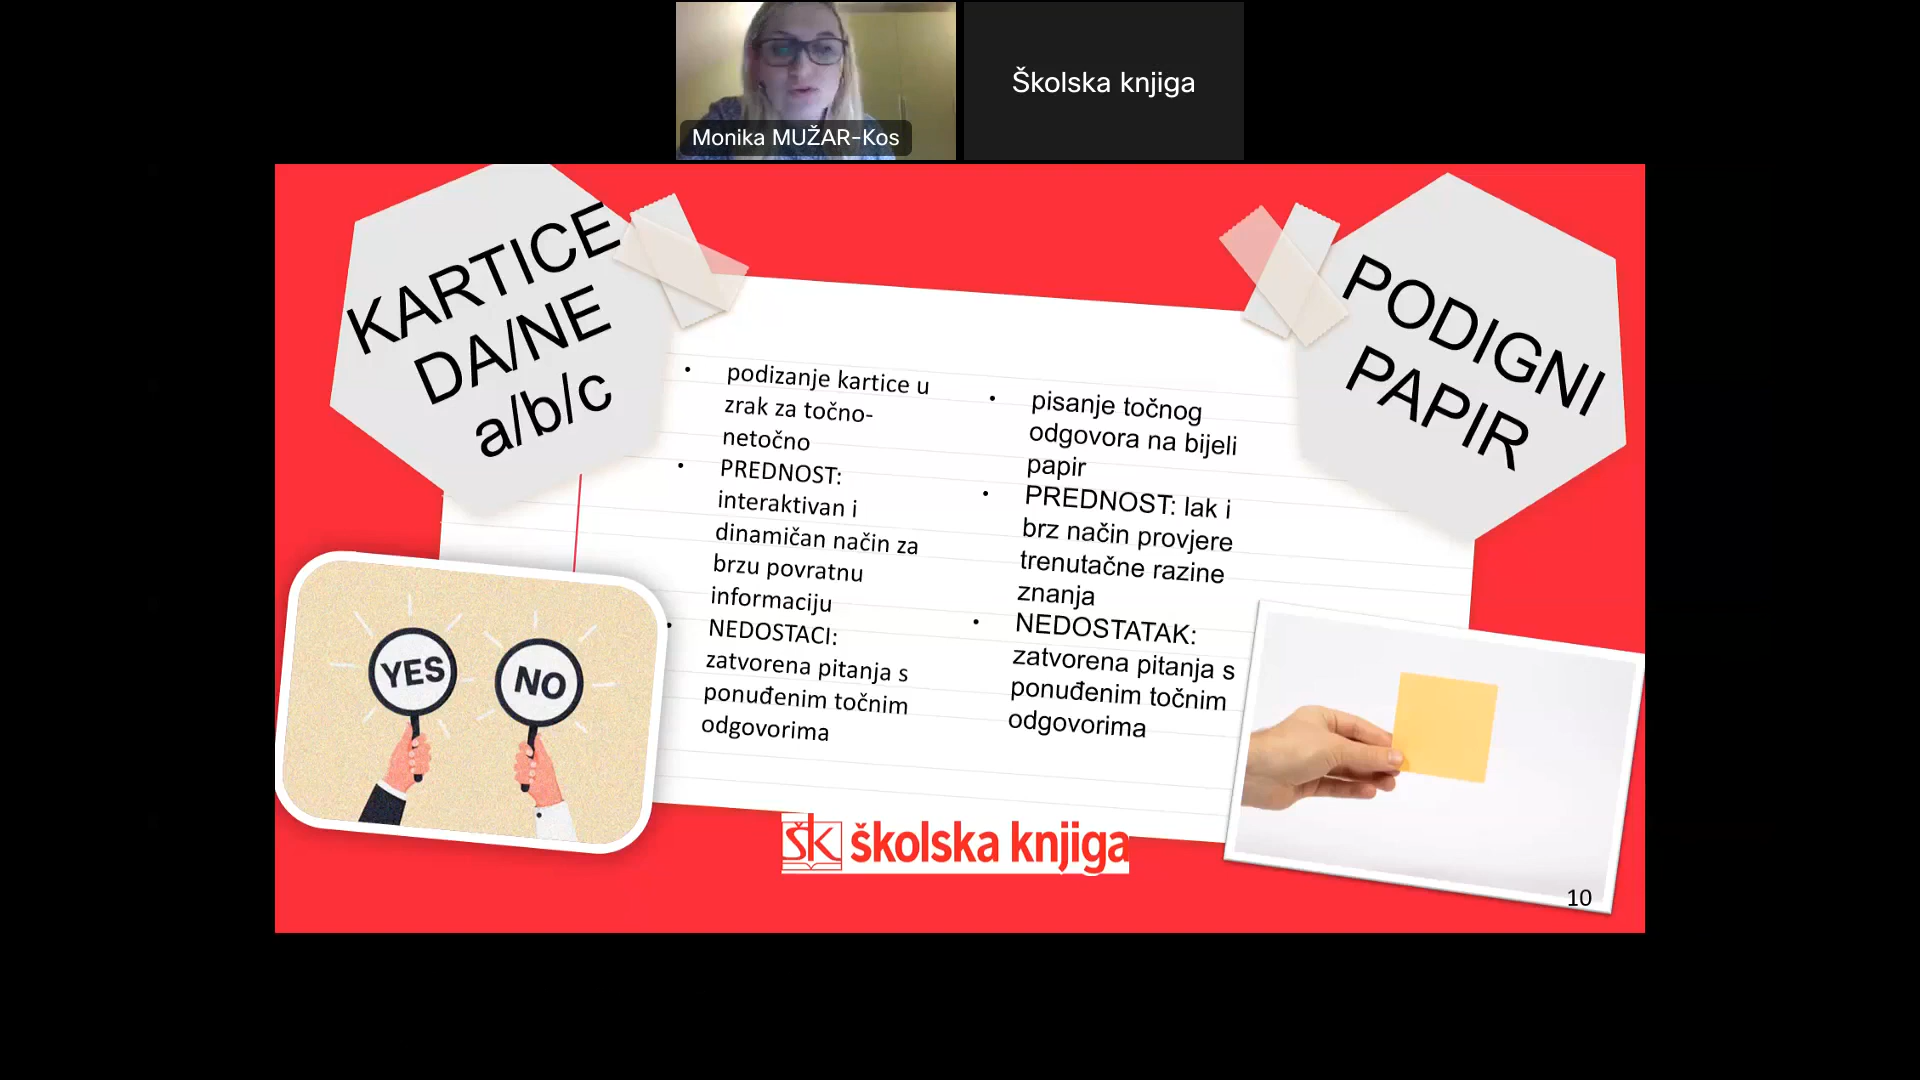 Monika MUŽAR-Kos
Školska knjiga
KARTICE
DA/NE
a/b/c
PODIGNI
PAPIR
• podizanje kartice u
zrak za točno-
netočno
• PREDNOST:
interaktivan i
dinamičan način za
brzu povratnu
informaciju
• NEDOSTACI:
zatvorena pitanja s
ponuđenim točnim
odgovorima
• pisanje točnog
odgovora na bijeli
papir
• PREDNOST: lak i
brz način provjere
trenutačne razine
znanja
• NEDOSTATAK:
zatvorena pitanja s
ponuđenim točnim
odgovorima
YES
NO
ŠK školska knjiga
10